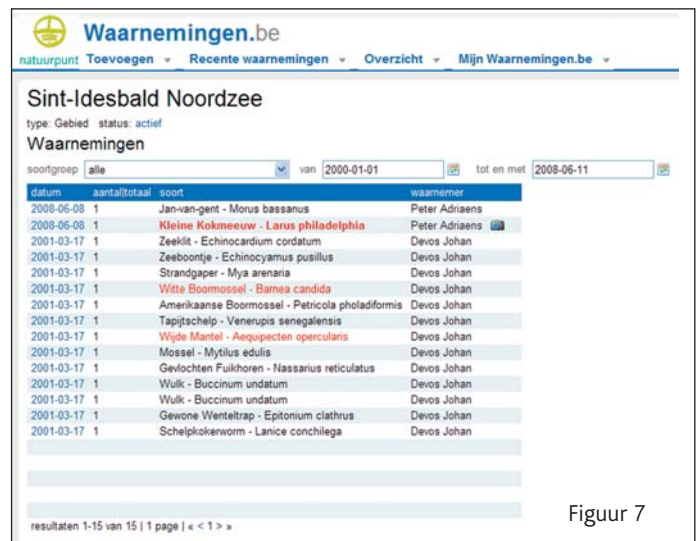 Waarnemingen.be
natuurpunt Toevoegen Recente waarnemingen Overzicht Mijn Waarnemingen.be
Sint-Idesbald Noordzee
type: Gebied status: actief
Waarnemingen
soortgroep alle van 2000-01-01 tot en met 2008-06-11
datum aantal|totaal soort waarnemer
2008-06-08 1 Jan-van-gent - Morus bassanus Peter Adriaens
2008-06-08 1 Kleine Kokmeeuw - Larus philadelphia Peter Adriaens
2001-03-17 1 Zeeklit - Echinocardium cordatum Devos Johan
2001-03-17 1 Zeeboontje - Echinocyamus pusillus Devos Johan
2001-03-17 1 Strandgaper - Mya arenaria Devos Johan
2001-03-17 1 Witte Boormossel - Barnea candida Devos Johan
2001-03-17 1 Amerikaanse Boormossel - Petricola pholadiformis Devos Johan
2001-03-17 1 Tapijtschelp - Venerupis senegalensis Devos Johan
2001-03-17 1 Wijde Mantel - Aequipecten opercularis Devos Johan
2001-03-17 1 Mossel - Mytilus edulis Devos Johan
2001-03-17 1 Gevlochten Fuikhoren - Nassarius reticulatus Devos Johan
2001-03-17 1 Wulk - Buccinum undatum Devos Johan
2001-03-17 1 Wulk - Buccinum undatum Devos Johan
2001-03-17 1 Gewone Wenteltrap - Epitonium clathrus Devos Johan
2001-03-17 1 Schelpkokerworm - Lanice conchilega Devos Johan
resultaten 1-15 van 15 | 1 page | « < 1 > »
Figuur 7